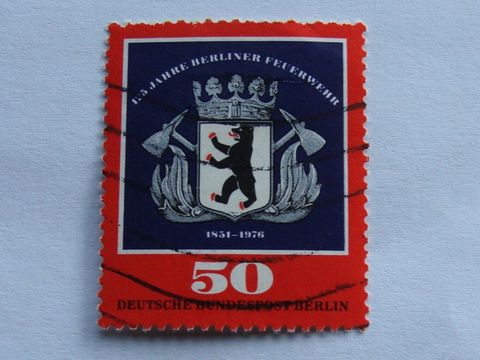 125 JAHRE BERLINER FEUERWEHR
1851-1976
50
DEUTSCHE BUNDESPOST BERLIN